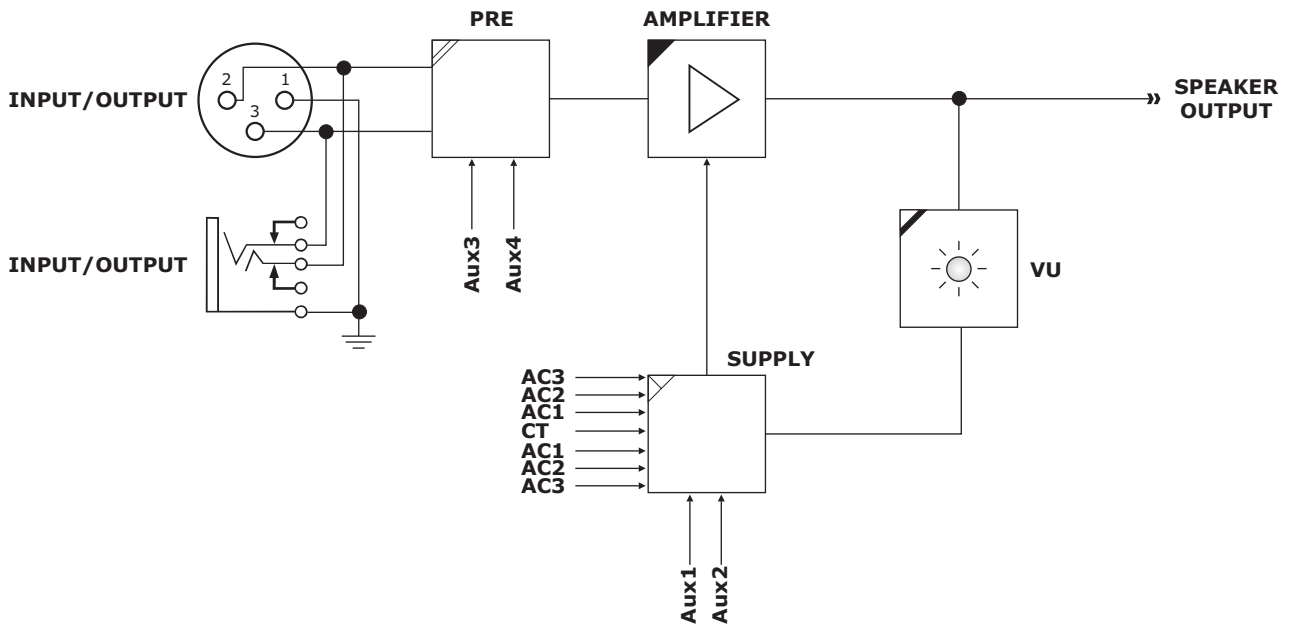 PRE
AMPLIFIER
INPUT/OUTPUT
2
1
3
SPEAKER
OUTPUT
INPUT/OUTPUT
Aux3
Aux4
VU
SUPPLY
AC3
AC2
AC1
CT
AC1
AC2
AC3
Aux1
Aux2